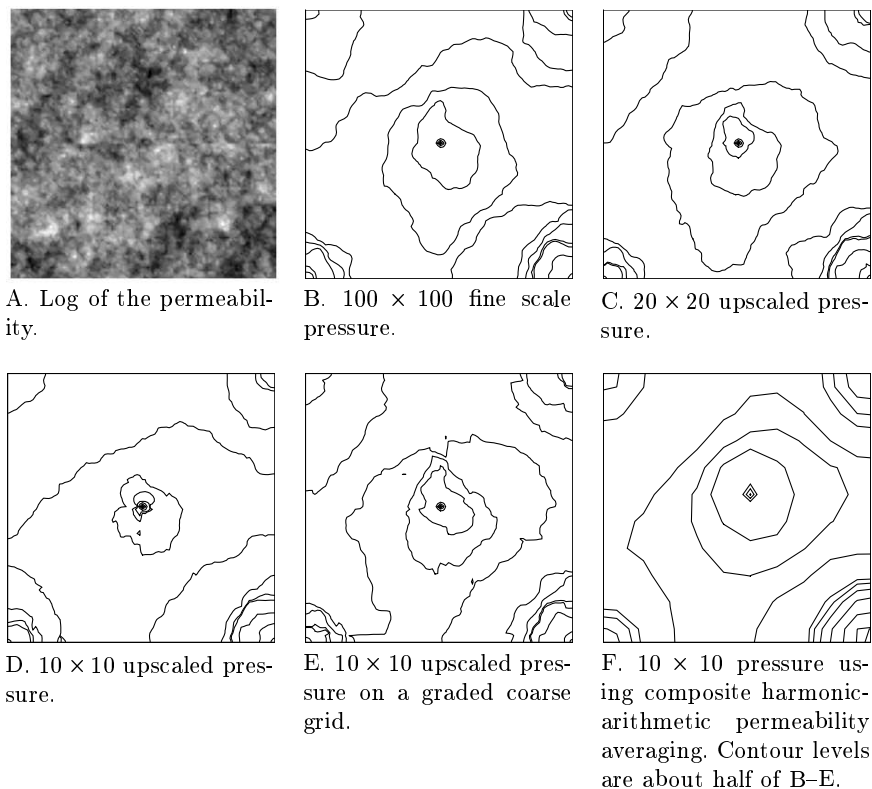 A. Log of the permeabil-
ity.
B. 100 × 100 fine scale
pressure.
C. 20 × 20 upscaled pres-
sure.
D. 10 × 10 upscaled pres-
sure.
E. 10 × 10 upscaled pres-
sure on a graded coarse
grid.
F. 10 × 10 pressure us-
ing composite harmonic-
arithmetic permeability
averaging. Contour levels
are about half of B–E.